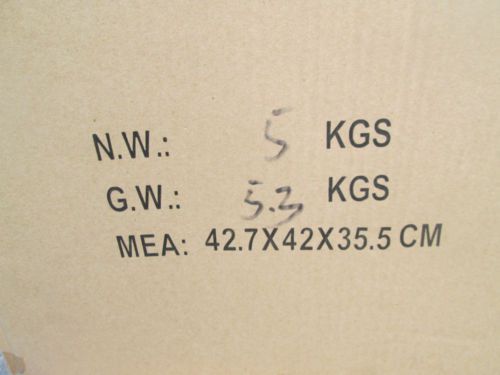 N.W.: 5 KGS
G.W.: 5.3 KGS
MEA: 42.7X42X35.5 CM